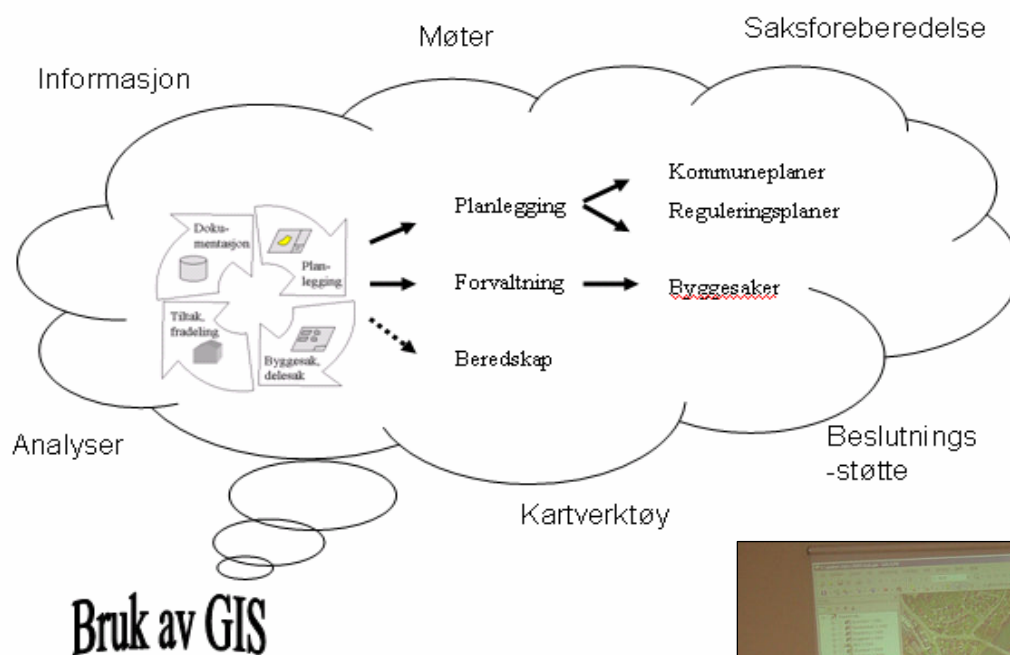 Møter
Saksforeberedelse
Informasjon
Doku-
mentasjon
Plan-
legging
Tiltak,
fradeling
Byggesak,
delesak
Planlegging
Kommuneplaner
Reguleringsplaner
Forvaltning
Byggesaker
Beredskap
Analyser
Beslutnings
-støtte
Kartverktøy
Bruk av GIS